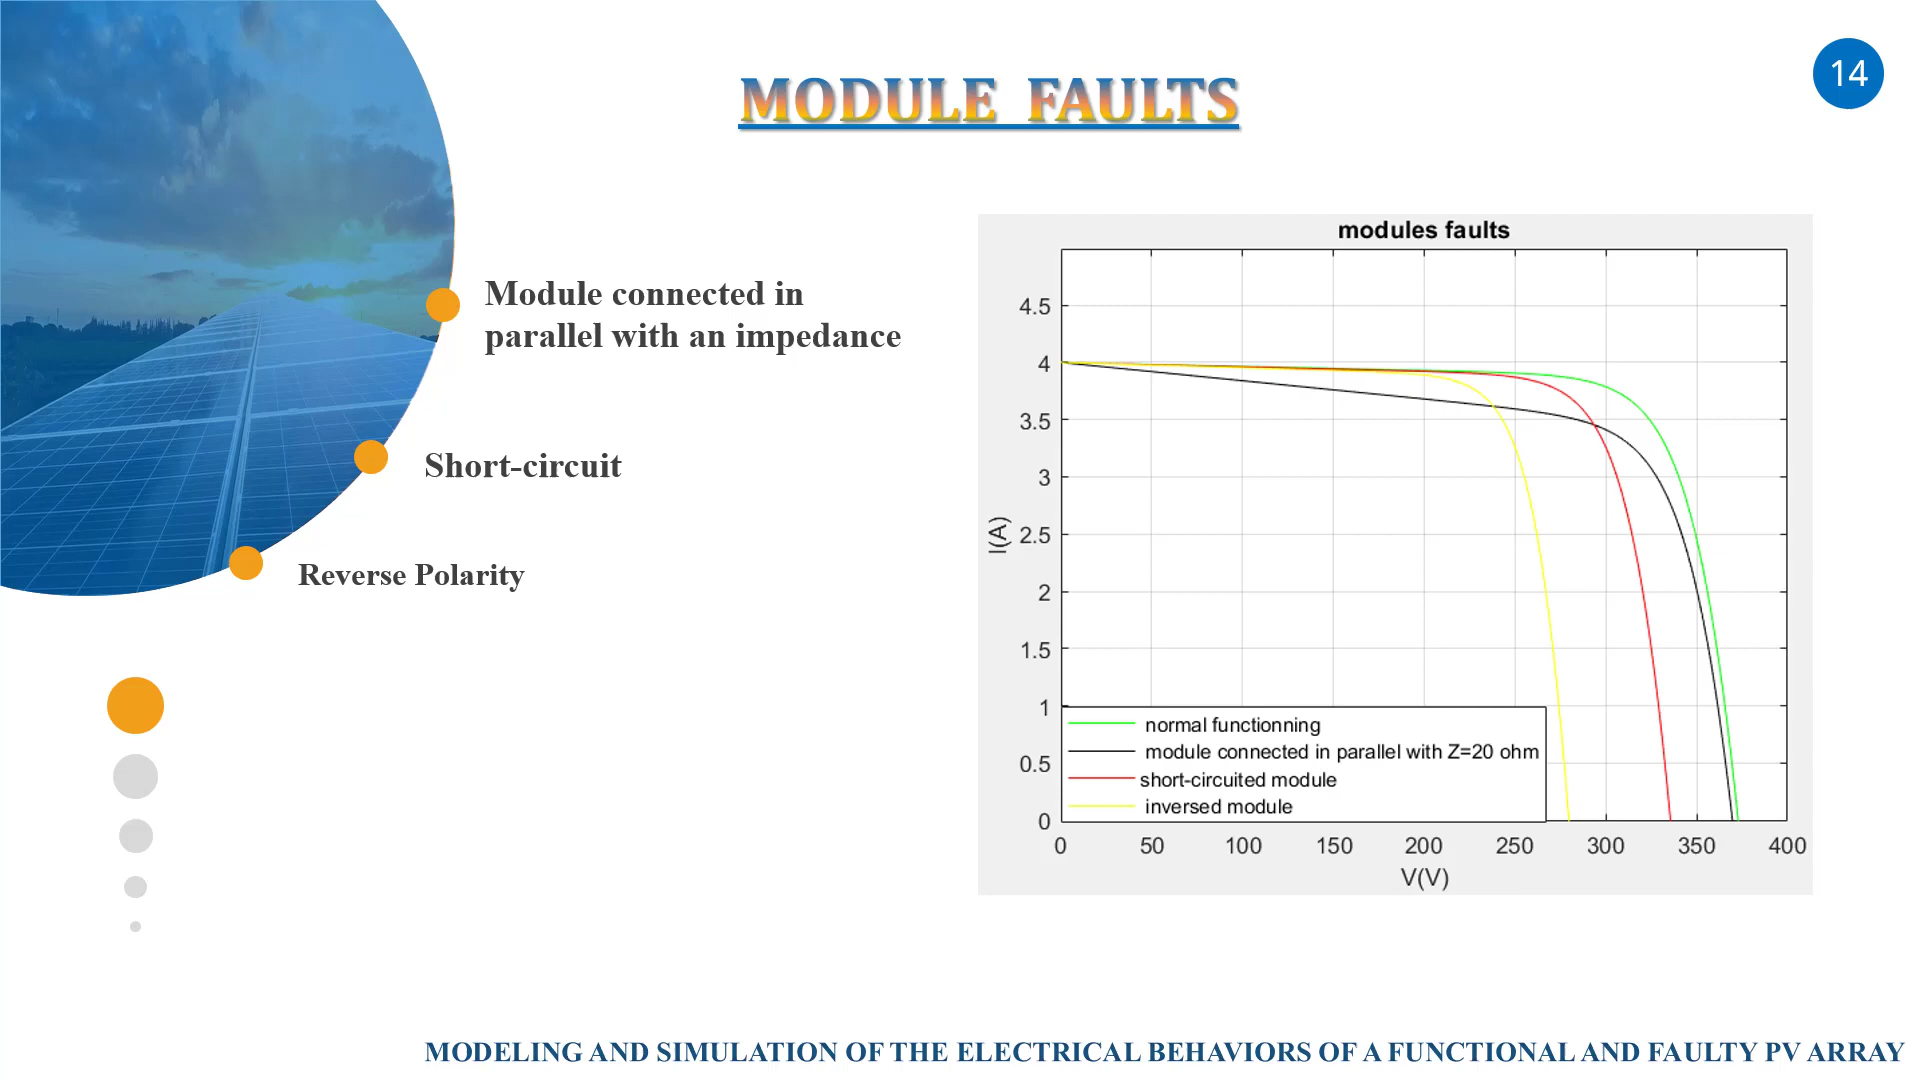 14
MODULE FAULTS
Module connected in
parallel with an impedance
Short-circuit
Reverse Polarity
modules faults
4.5
4
3.5
3
2.5
2
1.5
1
0.5
0
I(A)
normal functionning
module connected in parallel with Z=20 ohm
short-circuited module
inversed module
0 50 100 150 200 250 300 350 400
V(V)
MODELING AND SIMULATION OF THE ELECTRICAL BEHAVIORS OF A FUNCTIONAL AND FAULTY PV ARRAY